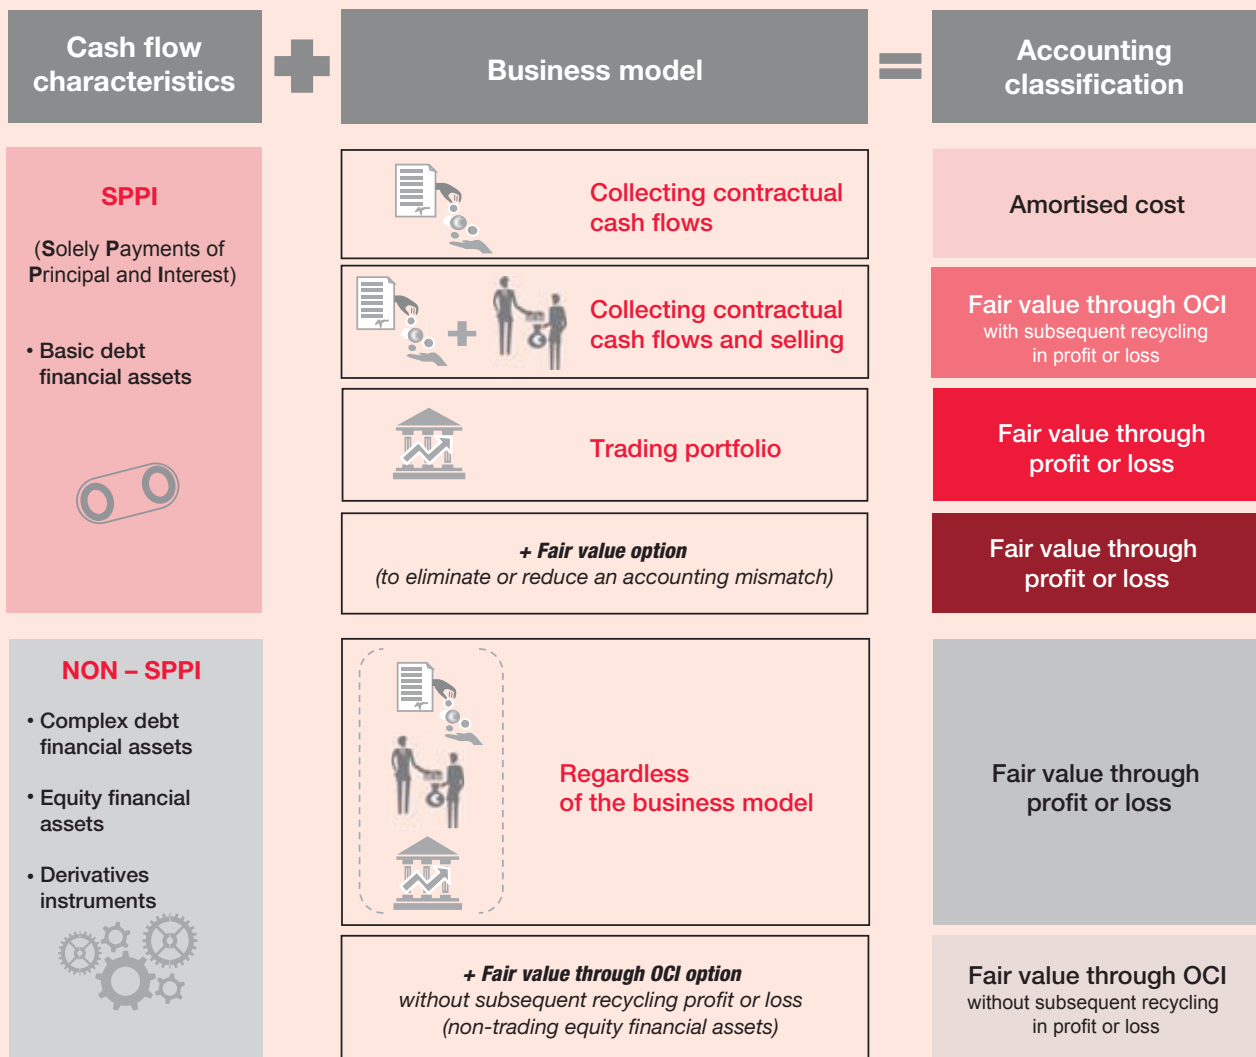 Cash flow
characteristics
Business model
Accounting
classification
SPPI
(Solely Payments of
Principal and Interest)
• Basic debt
financial assets
Collecting contractual
cash flows
Amortised cost
Collecting contractual
cash flows and selling
Fair value through OCI
with subsequent recycling
in profit or loss
Trading portfolio
Fair value through
profit or loss
+ Fair value option
(to eliminate or reduce an accounting mismatch)
Fair value through
profit or loss
NON – SPPI
• Complex debt
financial assets
• Equity financial
assets
• Derivatives
instruments
Regardless
of the business model
Fair value through
profit or loss
+ Fair value through OCI option
without subsequent recycling profit or loss
(non-trading equity financial assets)
Fair value through OCI
without subsequent recycling
in profit or loss